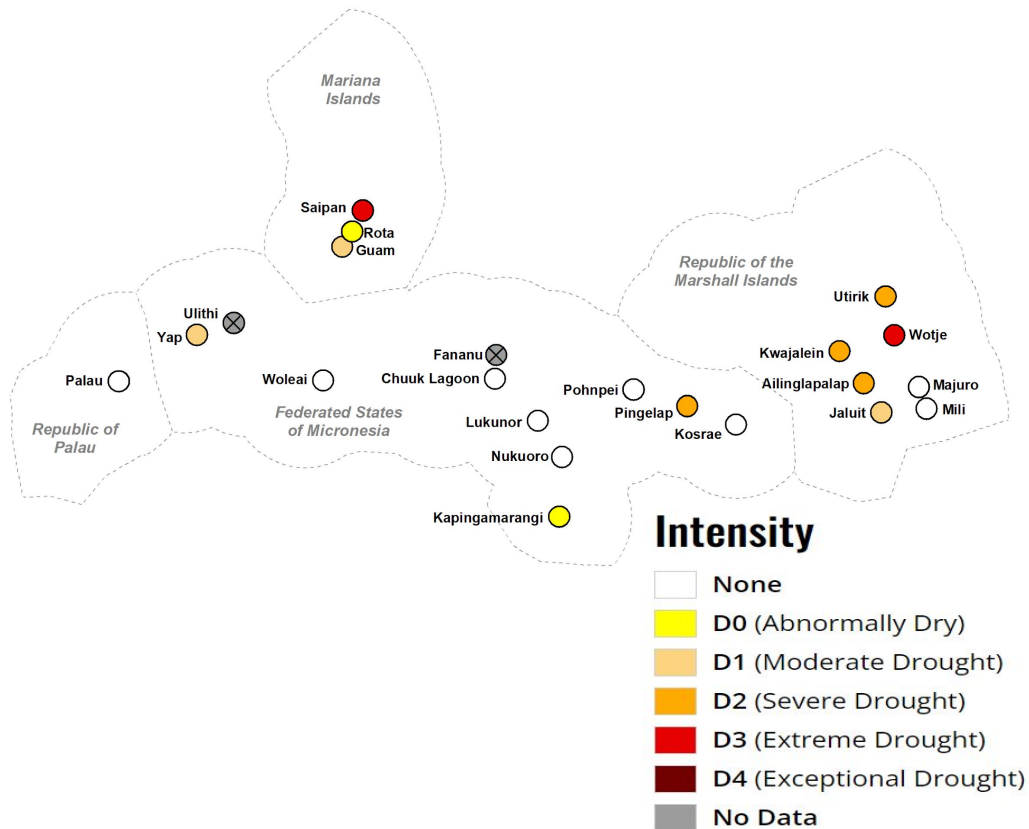 Mariana
Islands
Saipan
Rota
Guam
Republic of the
Marshall Islands
Utirik
Ulithi
Yap
Wotje
Kwajalein
Fananu
Palau
Woleai
Chuuk Lagoon
Pohnpei
Ailinglapalap
Majuro
Federated States
of Micronesia
Pingelap
Jaluit
Mili
Republic of
Palau
Lukunor
Kosrae
Nukuoro
Kapingamarangi
Intensity
None
D0 (Abnormally Dry)
D1 (Moderate Drought)
D2 (Severe Drought)
D3 (Extreme Drought)
D4 (Exceptional Drought)
No Data